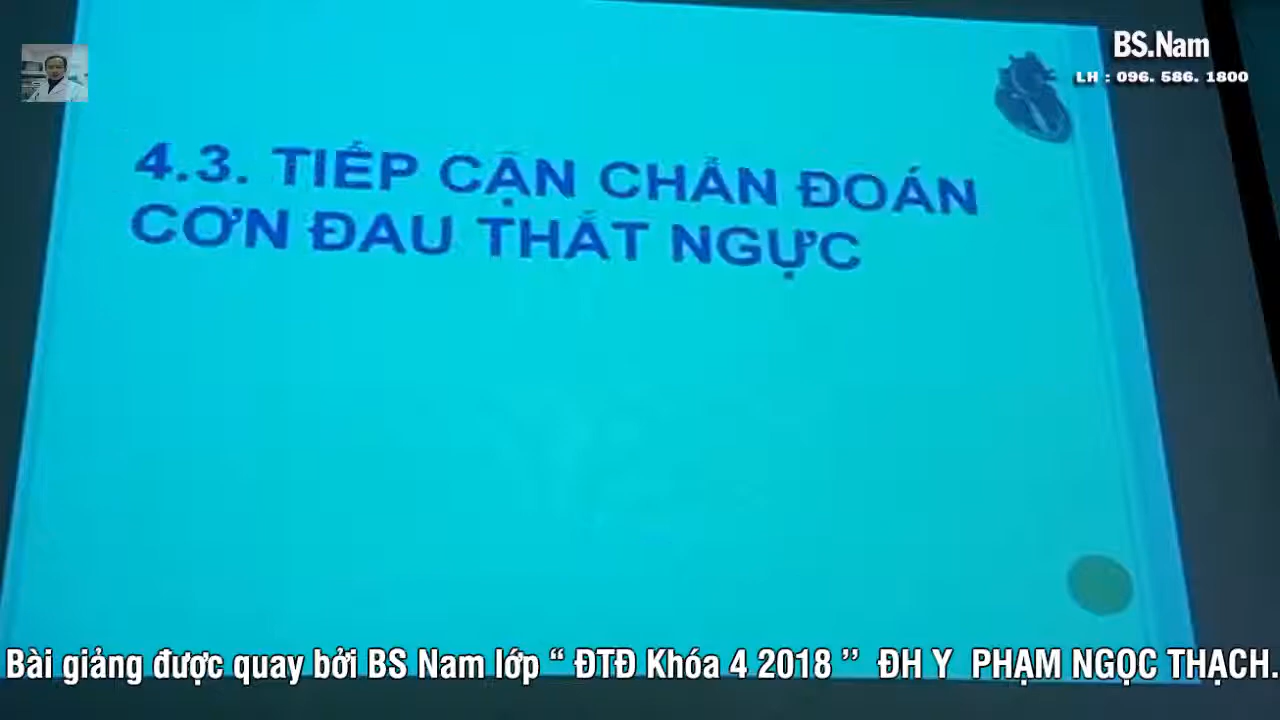 BS.Nam
LH : 096. 586. 1800
4.3. TIẾP CẬN CHẨN ĐOÁN
CƠN ĐAU THẮT NGỰC
Bài giảng được quay bởi BS Nam lớp “ ĐTĐ Khóa 4 2018 ’’ ĐH Y PHẠM NGỌC THẠCH.